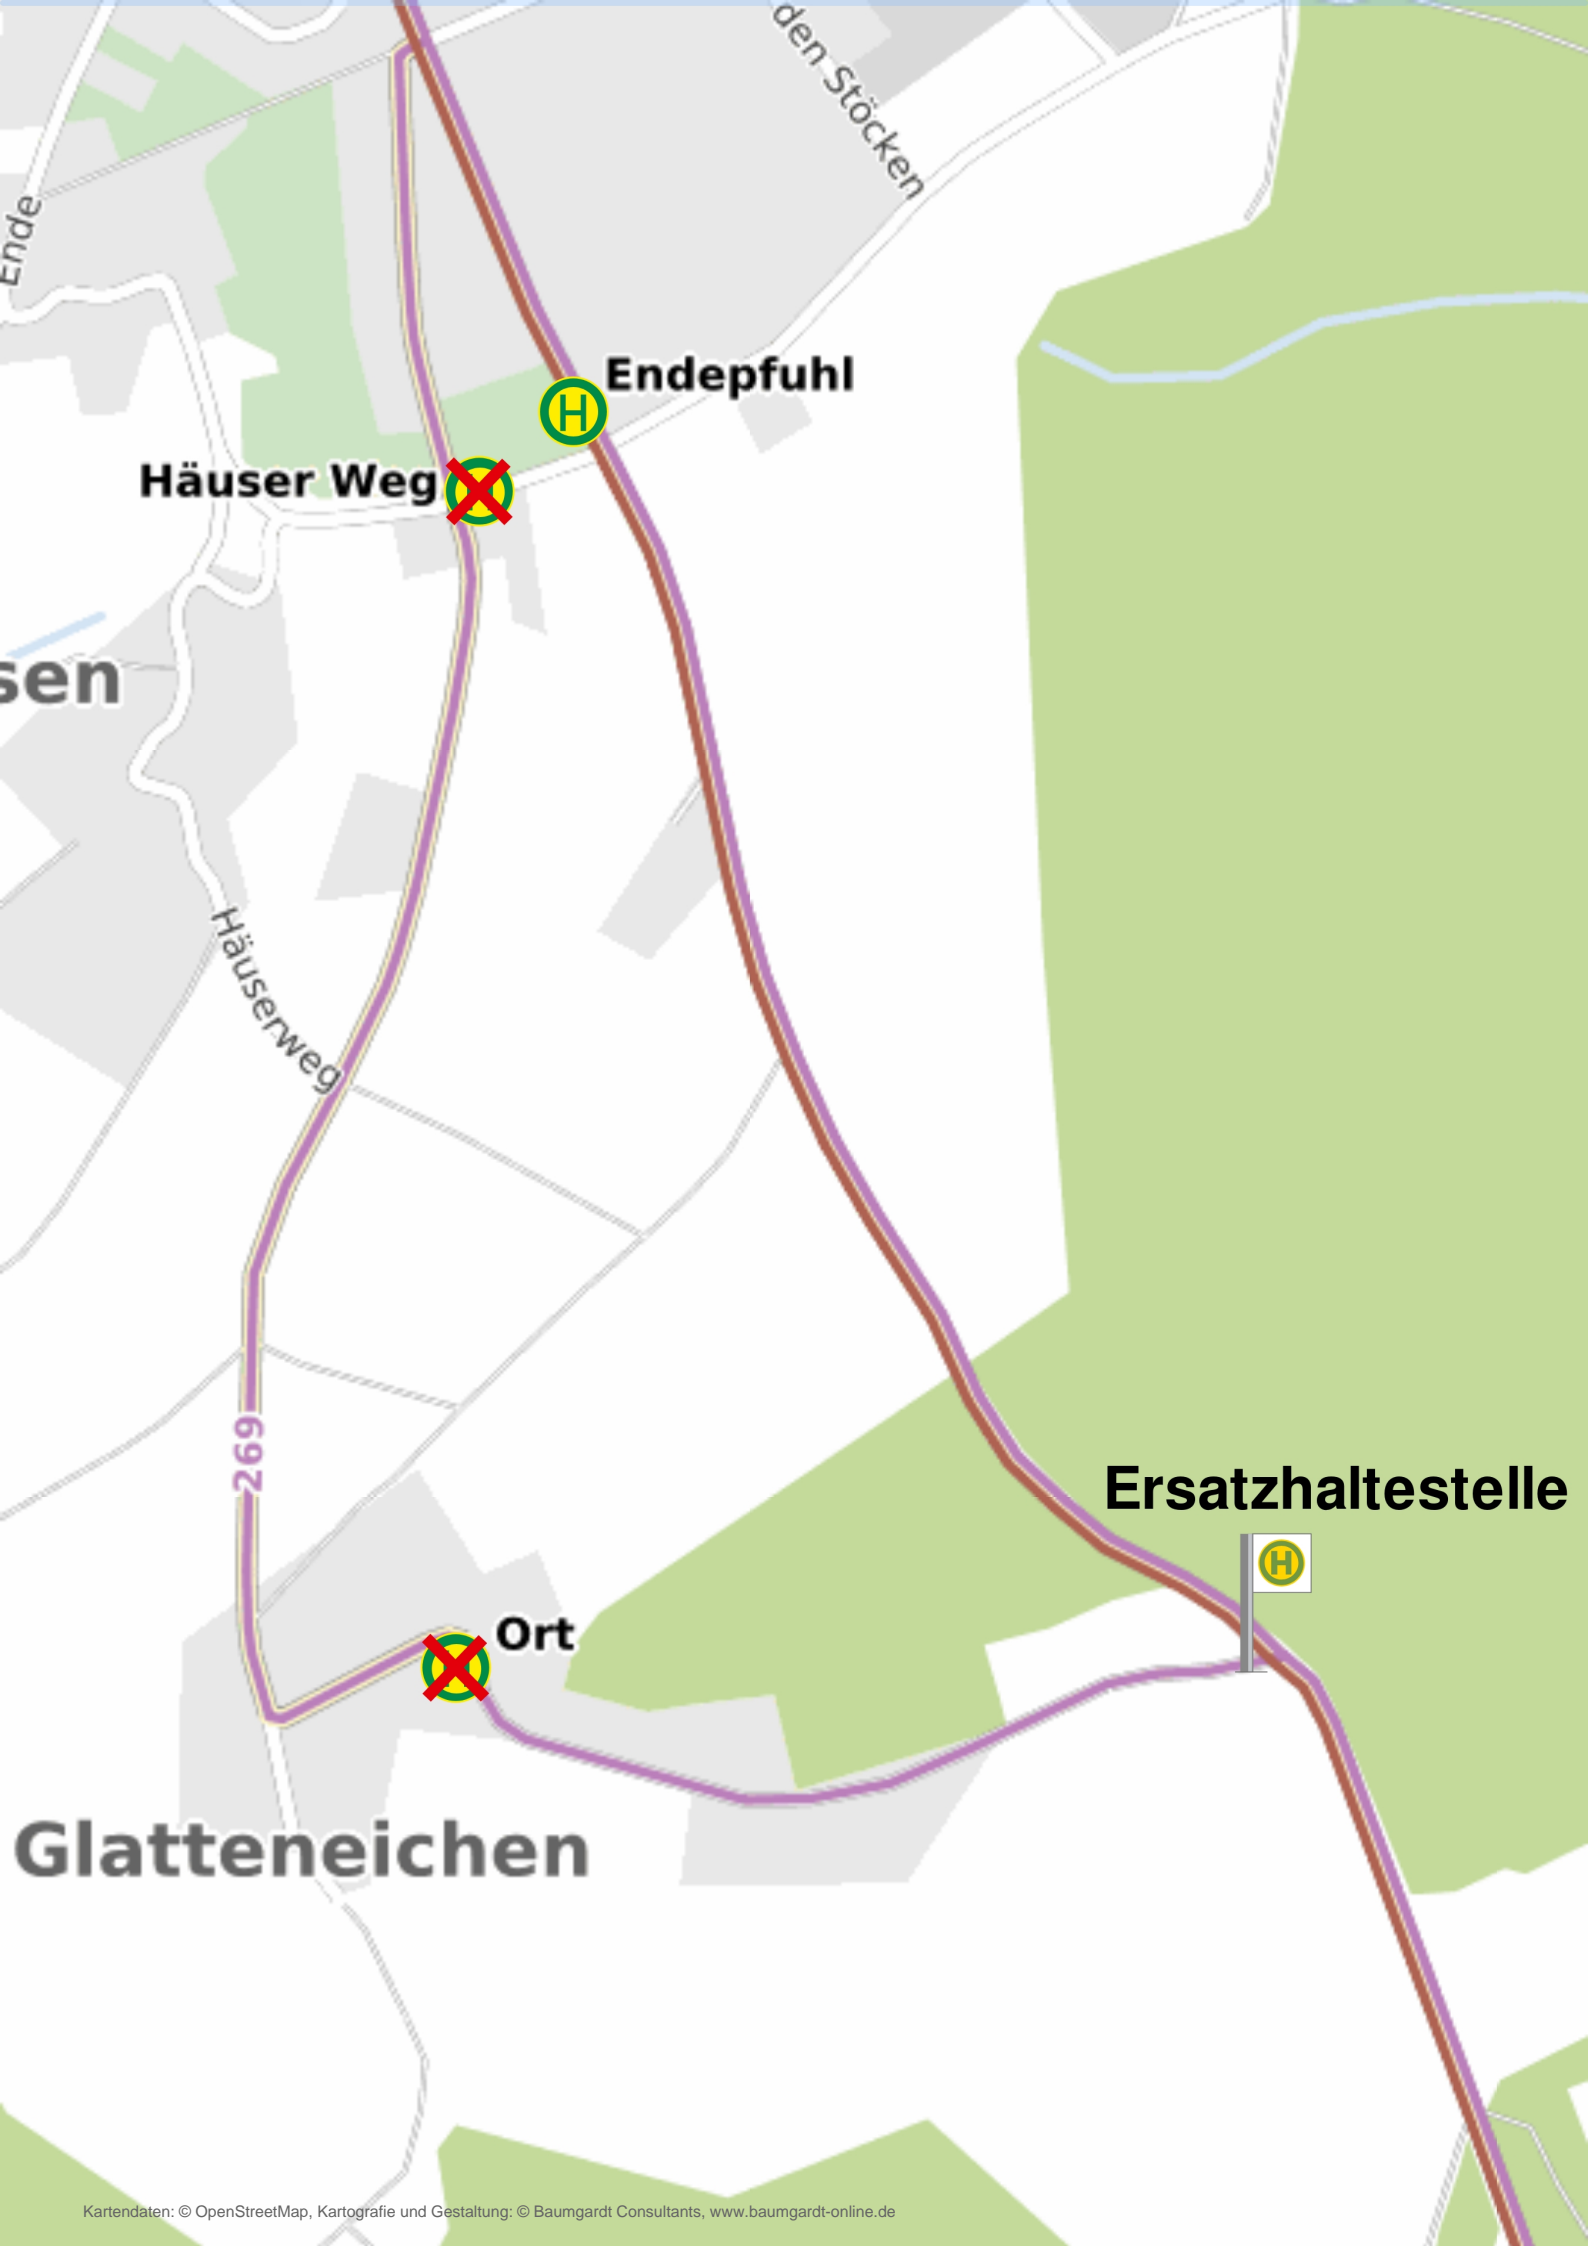 den Stöcken
Ende
Endepfuhl
H
Häuser Weg
sen
Häuserweg
269
Ersatzhaltestelle
H
Ort
Glatteneichen
Kartendaten: © OpenStreetMap, Kartografie und Gestaltung: © Baumgardt Consultants, www.baumgardt-online.de